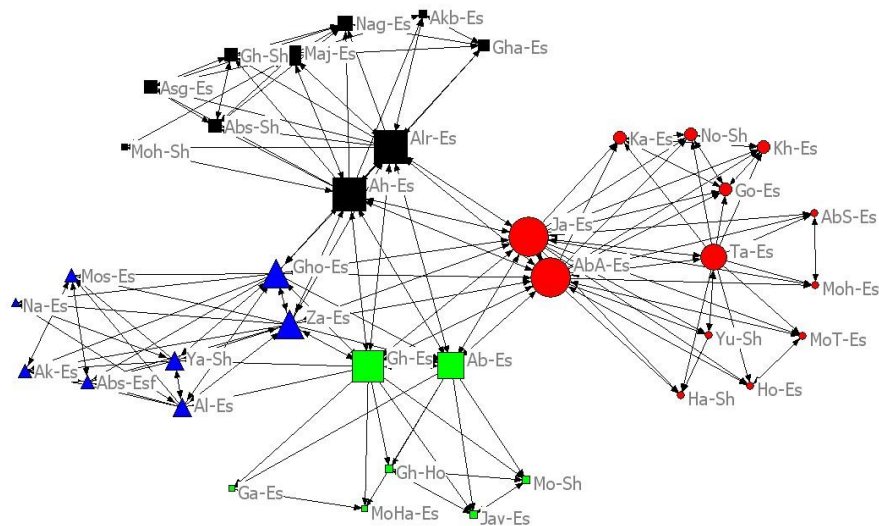 Akb-Es
Nag-Es
Gha-Es
Gh-Sh
Maj-Es
Asg-Es
Abs-Sh
Alr-Es
Moh-Sh
Ah-Es
Ka-Es
No-Sh
Kh-Es
Go-Es
AbS-Es
Ja-Es
Ta-Es
AbA-Es
Moh-Es
Gho-Es
Mos-Es
Na-Es
Za-Es
Yu-Sh
MoT-Es
Ya-Sh
Gh-Es
Ab-Es
Ak-Es
Abs-Esf
Ho-Es
Ha-Sh
Al-Es
Gh-Ho
Mo-Sh
Ga-Es
MoHa-Es
Jav-Es